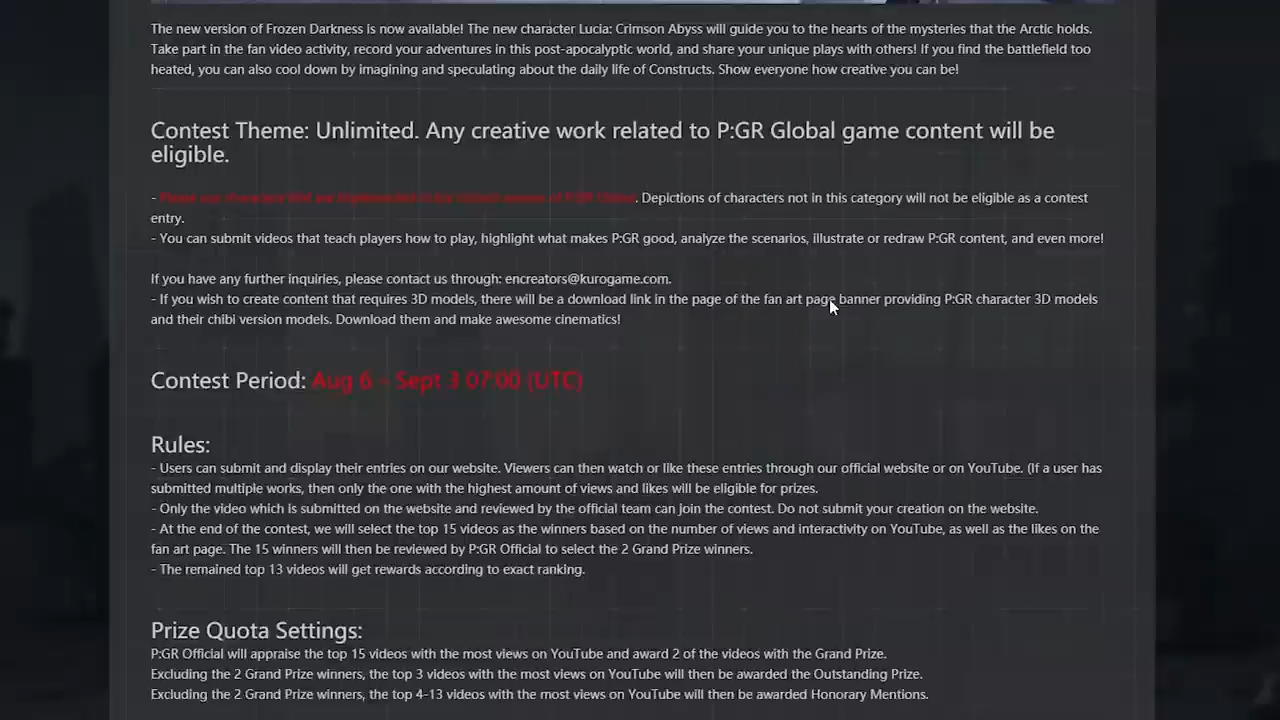 The new version of Frozen Darkness is now available! The new character Lucia: Crimson Abyss will guide you to the hearts of the mysteries that the Arctic holds.
Take part in the fan video activity, record your adventures in this post-apocalyptic world, and share your unique plays with others! If you find the battlefield too
heated, you can also cool down by imagining and speculating about the daily life of Constructs. Show everyone how creative you can be!
Contest Theme: Unlimited. Any creative work related to P:GR Global game content will be
eligible.
- Please use characters that are implemented in the current version of P:GR Global. Depictions of characters not in this category will not be eligible as a contest
entry.
- You can submit videos that teach players how to play, highlight what makes P:GR good, analyze the scenarios, illustrate or redraw P:GR content, and even more!
If you have any further inquiries, please contact us through: encreators@kurogame.com.
- If you wish to create content that requires 3D models, there will be a download link in the page of the fan art page banner providing P:GR character 3D models
and their chibi version models. Download them and make awesome cinematics!
Contest Period: Aug 6 - Sept 3 07:00 (UTC)
Rules:
- Users can submit and display their entries on our website. Viewers can then watch or like these entries through our official website or on YouTube. (If a user has
submitted multiple works, then only the one with the highest amount of views and likes will be eligible for prizes.
- Only the video which is submitted on the website and reviewed by the official team can join the contest. Do not submit your creation on the website.
- At the end of the contest, we will select the top 15 videos as the winners based on the number of views and interactivity on YouTube, as well as the likes on the
fan art page. The 15 winners will then be reviewed by P:GR Official to select the 2 Grand Prize winners.
- The remained top 13 videos will get rewards according to exact ranking.
Prize Quota Settings:
P:GR Official will appraise the top 15 videos with the most views on YouTube and award 2 of the videos with the Grand Prize.
Excluding the 2 Grand Prize winners, the top 3 videos with the most views on YouTube will then be awarded the Outstanding Prize.
Excluding the 2 Grand Prize winners, the top 4-13 videos with the most views on YouTube will then be awarded Honorary Mentions.